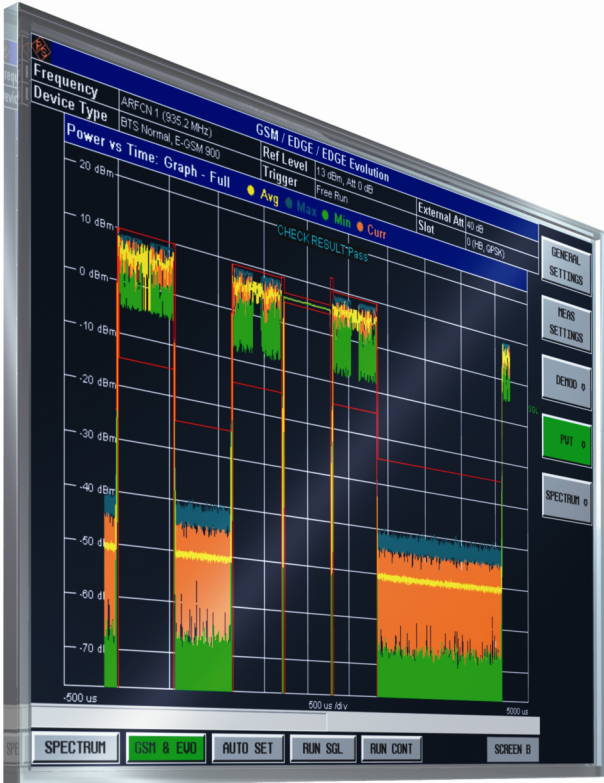 Frequency
ARFCN 1 (935.2 MHz)
Device Type
BTS Normal, E-GSM 900
GSM / EDGE / EDGE Evolution
Ref Level
13 dBm, Att 0 dB
Trigger
Free Run
External Att
40 dB
Slot
0 (HB, QPSK)
Power vs Time: Graph - Full
Avg
Max
Min
Curr
CHECK RESULT Pass
20 dBm
10 dBm
0 dBm
-10 dBm
-20 dBm
-30 dBm
-40 dBm
-50 d
-60 d
-70 d
-500 us
500 us /div
5000 us
GENERAL
SETTINGS
MEAS
SETTINGS
DEMOD
PVT
SPECTRUM
SPECTRUM
GSM & EVO
AUTO SET
RUN SGL
RUN CONT
SCREEN B